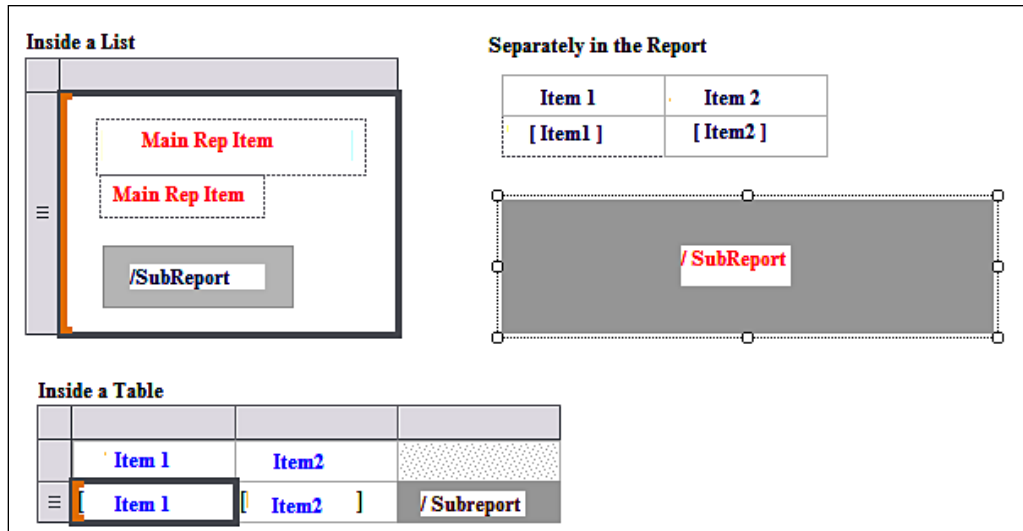 Inside a List
Main Rep Item
Main Rep Item
/SubReport
Separately in the Report
Item 1 Item 2
[ Item1 ] [ Item2 ]
/ SubReport
Inside a Table
Item 1 Item2
[ Item 1 [ Item2 ] / Subreport